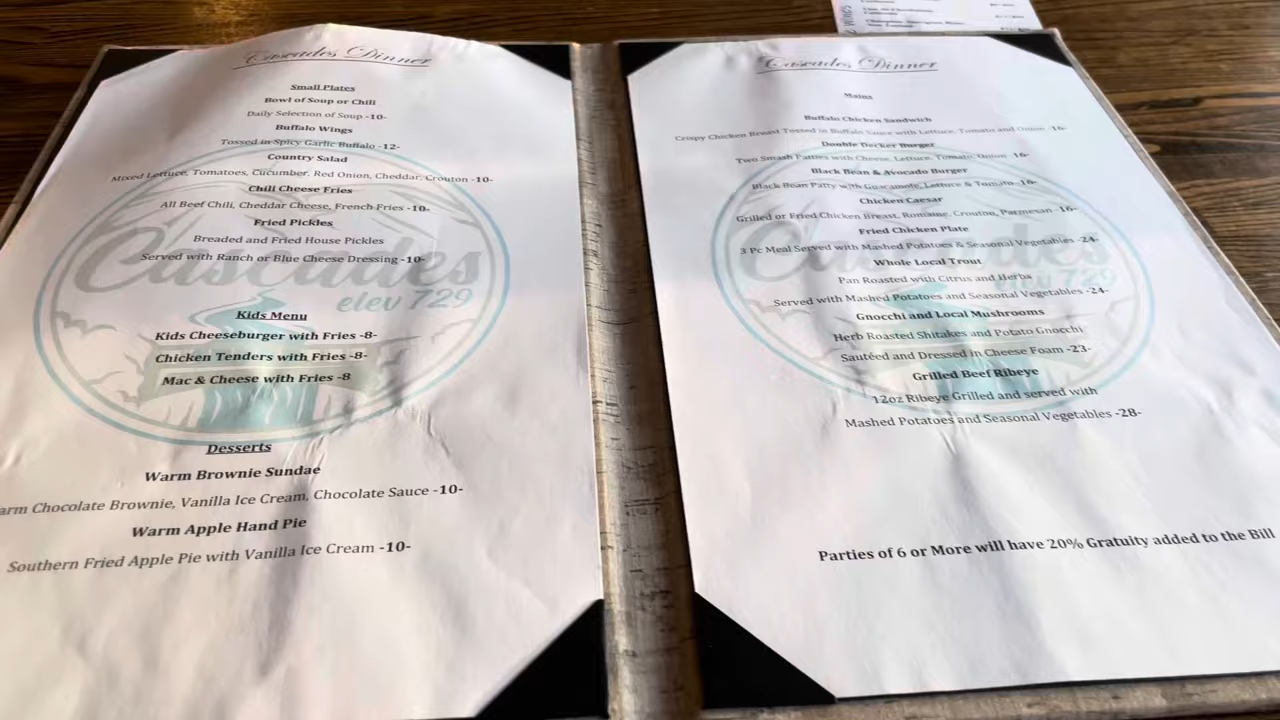 Cascades Dinner
Small Plates
Bowl of Soup or Chili
Daily Selection of Soup -10-
Buffalo Wings
Tossed in Spicy Garlic Buffalo -12-
Country Salad
Mixed Lettuce, Tomatoes, Cucumber, Red Onion, Cheddar, Crouton -10-
Chili Cheese Fries
All Beef Chili, Cheddar Cheese, French Fries -10-
Fried Pickles
Breaded and Fried House Pickles
Served with Ranch or Blue Cheese Dressing -10-
Cascades
elev 729
Kids Menu
Kids Cheeseburger with Fries -8-
Chicken Tenders with Fries -8-
Mac & Cheese with Fries -8
Desserts
Warm Brownie Sundae
arm Chocolate Brownie, Vanilla Ice Cream, Chocolate Sauce -10-
Warm Apple Hand Pie
Southern Fried Apple Pie with Vanilla Ice Cream -10-
Cascades Dinner
Mains
Buffalo Chicken Sandwich
Crispy Chicken Breast Tossed in Buffalo Sauce with Lettuce, Tomato and Onion -16-
Double Decker Burger
Two Smash Patties with Cheese, Lettuce, Tomato, Onion -16-
Black Bean & Avocado Burger
Black Bean Patty with Guacamole, Lettuce & Tomato -16-
Chicken Caesar
Grilled or Fried Chicken Breast, Romaine, Crouton, Parmesan -16-
Fried Chicken Plate
3 Pc Meal Served with Mashed Potatoes & Seasonal Vegetables -24-
Whole Local Trout
Pan Roasted with Citrus and Herbs
Served with Mashed Potatoes and Seasonal Vegetables -24-
Gnocchi and Local Mushrooms
Herb Roasted Shitakes and Potato Gnocchi
Sautéed and Dressed in Cheese Foam -23-
Grilled Beef Ribeye
12oz Ribeye Grilled and served with
Mashed Potatoes and Seasonal Vegetables -28-
Cascades
elev 729
Parties of 6 or More will have 20% Gratuity added to the Bill